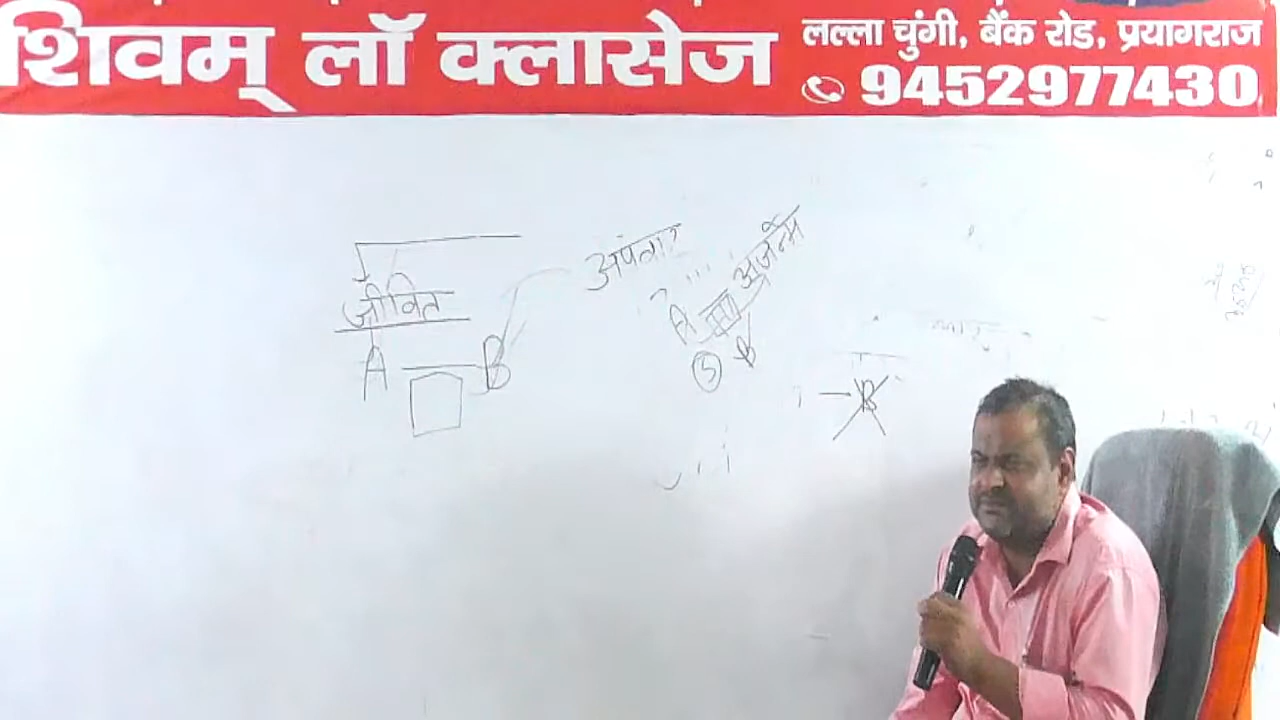 शिवम् लॉ क्लासेज
लल्ला चुंगी, बैंक रोड, प्रयागराज
9452977430
अपवाद
अजन्मे
जीवित
A B
A
5 B
B